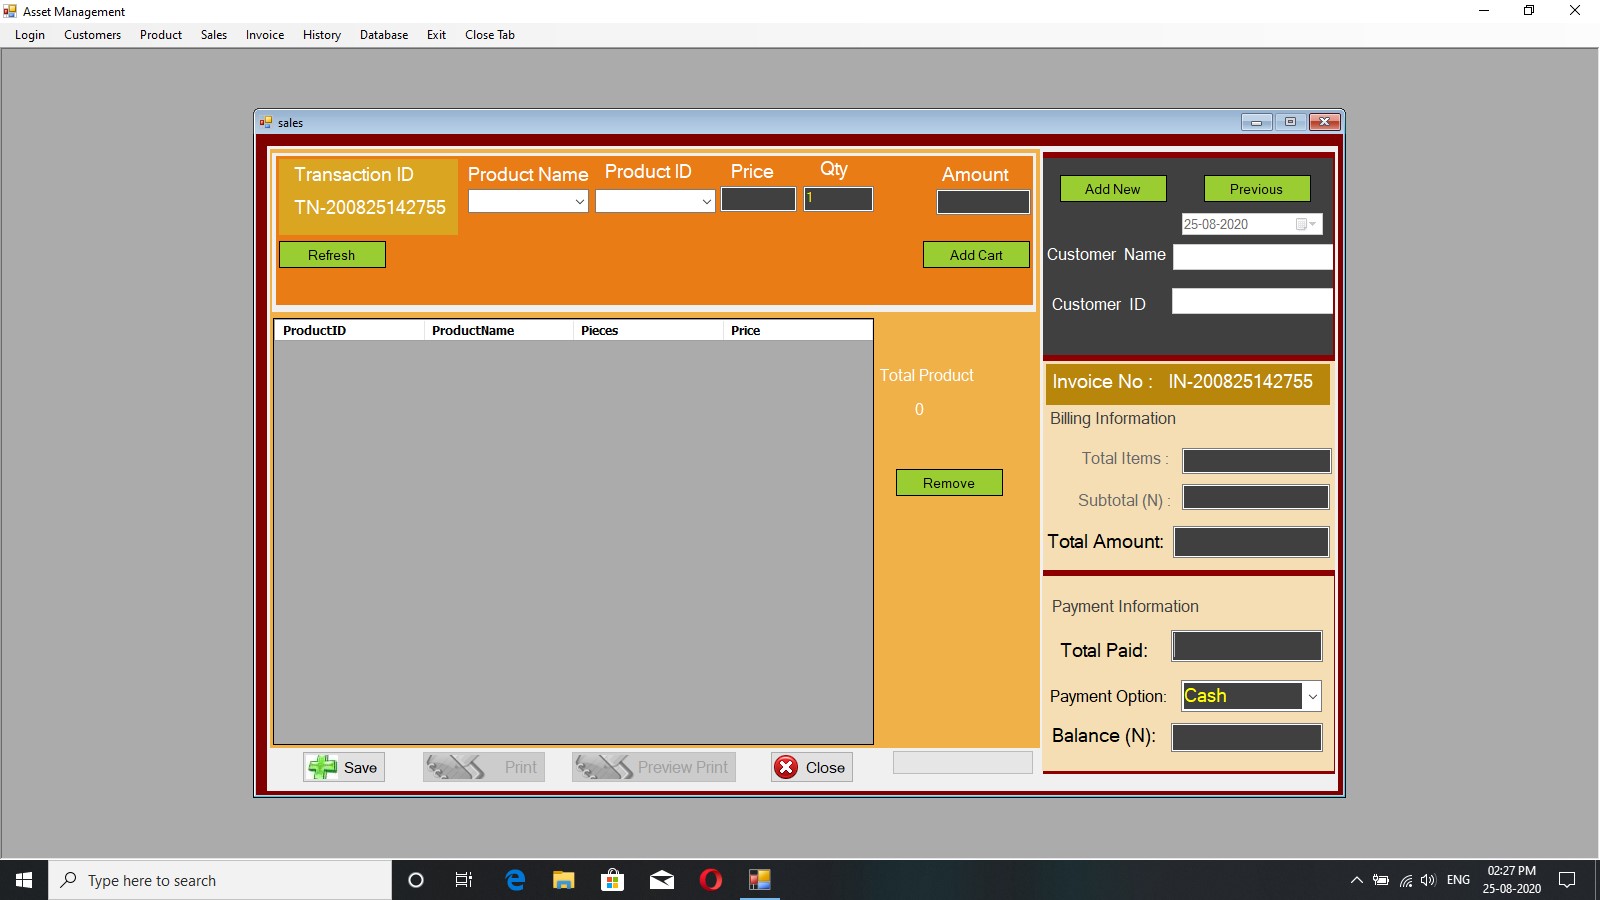 Asset Management
Login Customers Product Sales Invoice History Database Exit Close Tab
sales
Transaction ID
TN-200825142755
Product Name
Product ID
Price
Qty
1
Amount
Refresh
Add Cart
ProductID ProductName Pieces Price
Total Product
0
Remove
Add New
Previous
25-08-2020
Customer Name
Customer ID
Invoice No : IN-200825142755
Billing Information
Total Items :
Subtotal (N) :
Total Amount:
Payment Information
Total Paid:
Payment Option: Cash
Balance (N):
Save
Print
Preview Print
Close
Type here to search
ENG
02:27 PM
25-08-2020